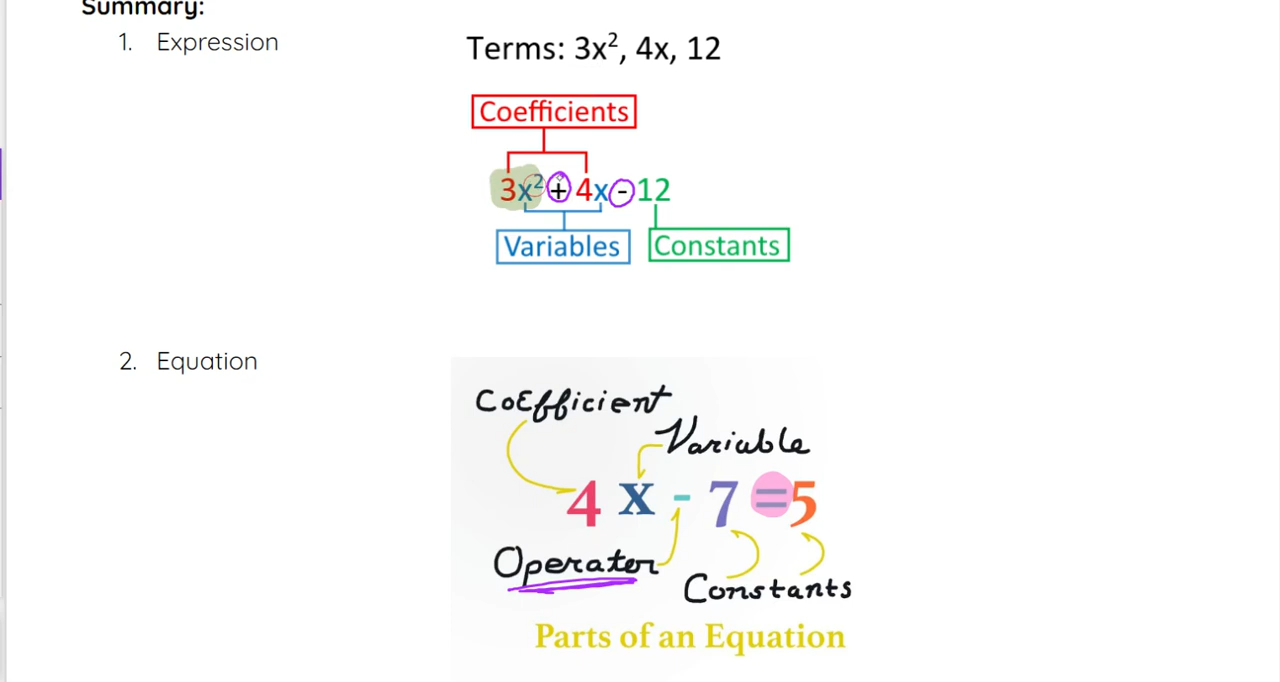 Summary:
1. Expression
Terms: 3x², 4x, 12
Coefficients
3x² + 4x - 12
Variables Constants
2. Equation
Coefficient
Variable
4 x - 7 = 5
Operator
Constants
Parts of an Equation